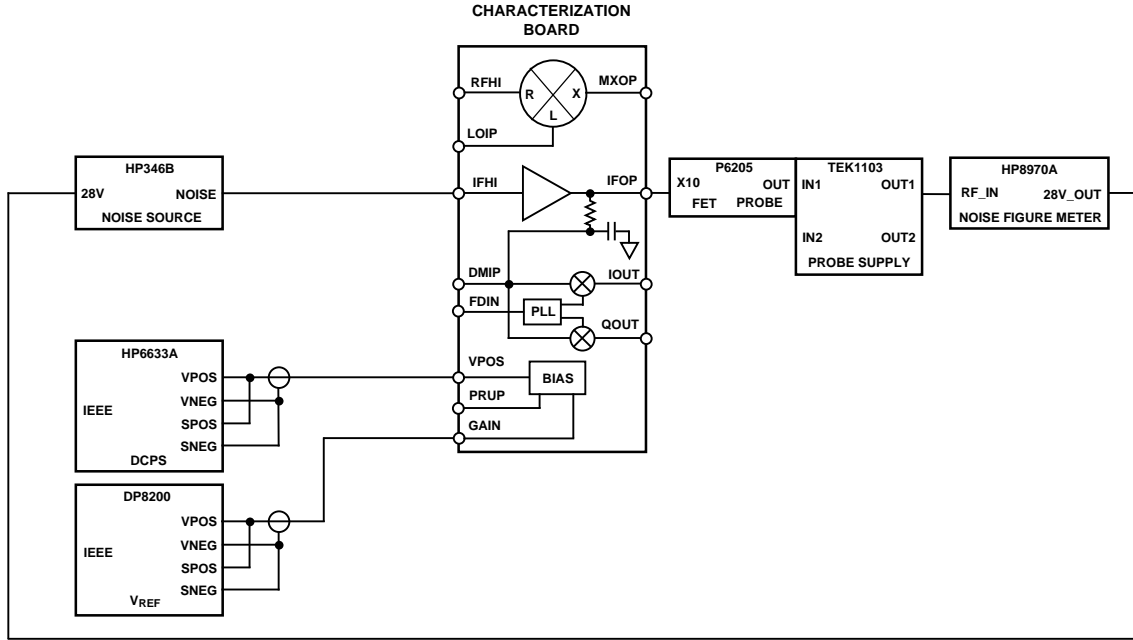 CHARACTERIZATION
BOARD
RFHI
R
X
L
MXOP
LOIP
HP346B
28V
NOISE
NOISE SOURCE
IFHI
IFOP
P6205
X10
OUT
FET
PROBE
TEK1103
IN1
OUT1
IN2
OUT2
PROBE SUPPLY
HP8970A
RF_IN
28V_OUT
NOISE FIGURE METER
DMIP
IOUT
FDIN
PLL
QOUT
HP6633A
VPOS
IEEE
VNEG
SPOS
SNEG
DCPS
VPOS
BIAS
PRUP
GAIN
DP8200
VPOS
IEEE
VNEG
SPOS
SNEG
VREF